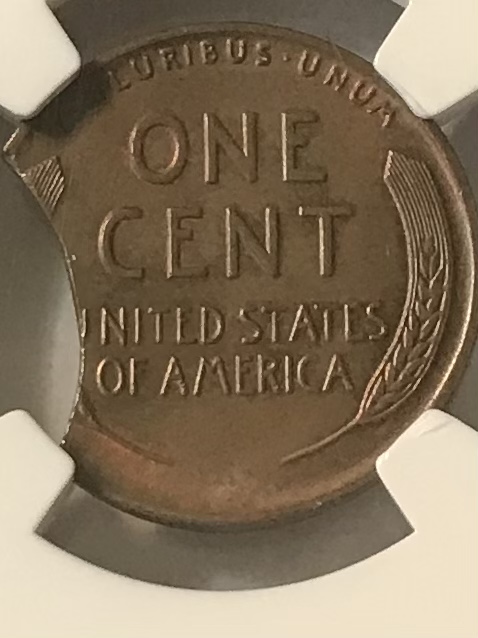 LURIBUS·UNUM
ONE
CENT
UNITED STATES
OF AMERICA